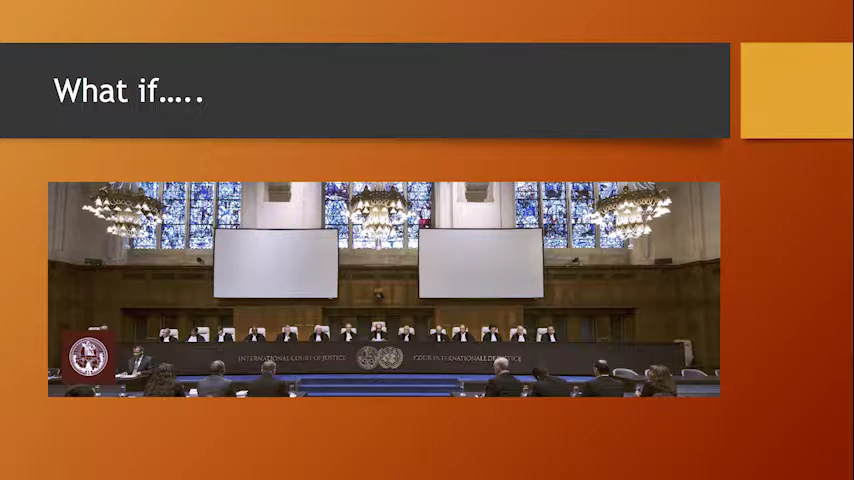 What if…..
INTERNATIONAL COURT OF JUSTICE COUR INTERNATIONALE DE JUSTICE